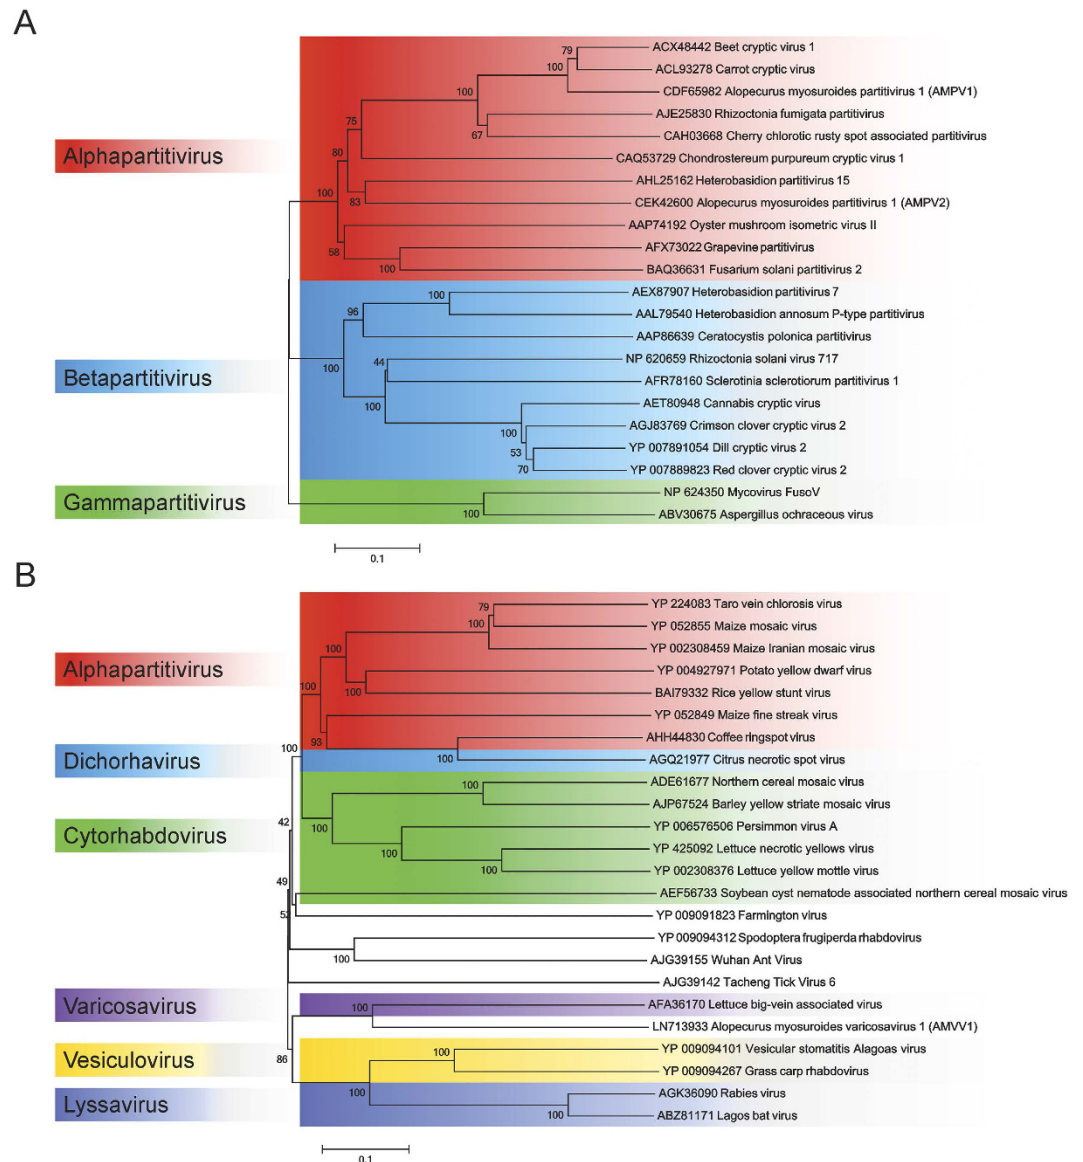 A
79
ACX48442 Beet cryptic virus 1
100
ACL93278 Carrot cryptic virus
100
CDF65982 Alopecurus myosuroides partitivirus 1 (AMPV1)
75
AJE25830 Rhizoctonia fumigata partitivirus
67
CAH03668 Cherry chlorotic rusty spot associated partitivirus
Alphapartitivirus
80
CAQ53729 Chondrostereum purpureum cryptic virus 1
100
AHL25162 Heterobasidion partitivirus 15
83
CEK42600 Alopecurus myosuroides partitivirus 1 (AMPV2)
AAP74192 Oyster mushroom isometric virus II
58
AFX73022 Grapevine partitivirus
100
BAQ36631 Fusarium solani partitivirus 2
100
AEX87907 Heterobasidion partitivirus 7
96
AAL79540 Heterobasidion annosum P-type partitivirus
AAP86639 Ceratocystis polonica partitivirus
100
44
NP 620659 Rhizoctonia solani virus 717
Betapartitivirus
AFR78160 Sclerotinia sclerotiorum partitivirus 1
100
AET80948 Cannabis cryptic virus
100
AGJ83769 Crimson clover cryptic virus 2
53
YP 007891054 Dill cryptic virus 2
70
YP 007889823 Red clover cryptic virus 2
Gammapartitivirus
NP 624350 Mycovirus FusoV
100
ABV30675 Aspergillus ochraceous virus
0.1
B
79
YP 224083 Taro vein chlorosis virus
100
YP 052855 Maize mosaic virus
100
YP 002308459 Maize Iranian mosaic virus
Alphapartitivirus
YP 004927971 Potato yellow dwarf virus
100
100
BAI79332 Rice yellow stunt virus
YP 052849 Maize fine streak virus
93
AHH44830 Coffee ringspot virus
100
Dichorhavirus
100
AGQ21977 Citrus necrotic spot virus
100
ADE61677 Northern cereal mosaic virus
AJP67524 Barley yellow striate mosaic virus
42
100
Cytorhabdovirus
YP 006576506 Persimmon virus A
100
YP 425092 Lettuce necrotic yellows virus
100
YP 002308376 Lettuce yellow mottle virus
49
AEF56733 Soybean cyst nematode associated northern cereal mosaic virus
YP 009091823 Farmington virus
YP 009094312 Spodoptera frugiperda rhabdovirus
100
AJG39155 Wuhan Ant Virus
AJG39142 Tacheng Tick Virus 6
Varicosavirus
100
AFA36170 Lettuce big-vein associated virus
LN713933 Alopecurus myosuroides varicosavirus 1 (AMVV1)
86
Vesiculovirus
100
YP 009094101 Vesicular stomatitis Alagoas virus
YP 009094267 Grass carp rhabdovirus
100
Lyssavirus
AGK36090 Rabies virus
100
ABZ81171 Lagos bat virus
0.1